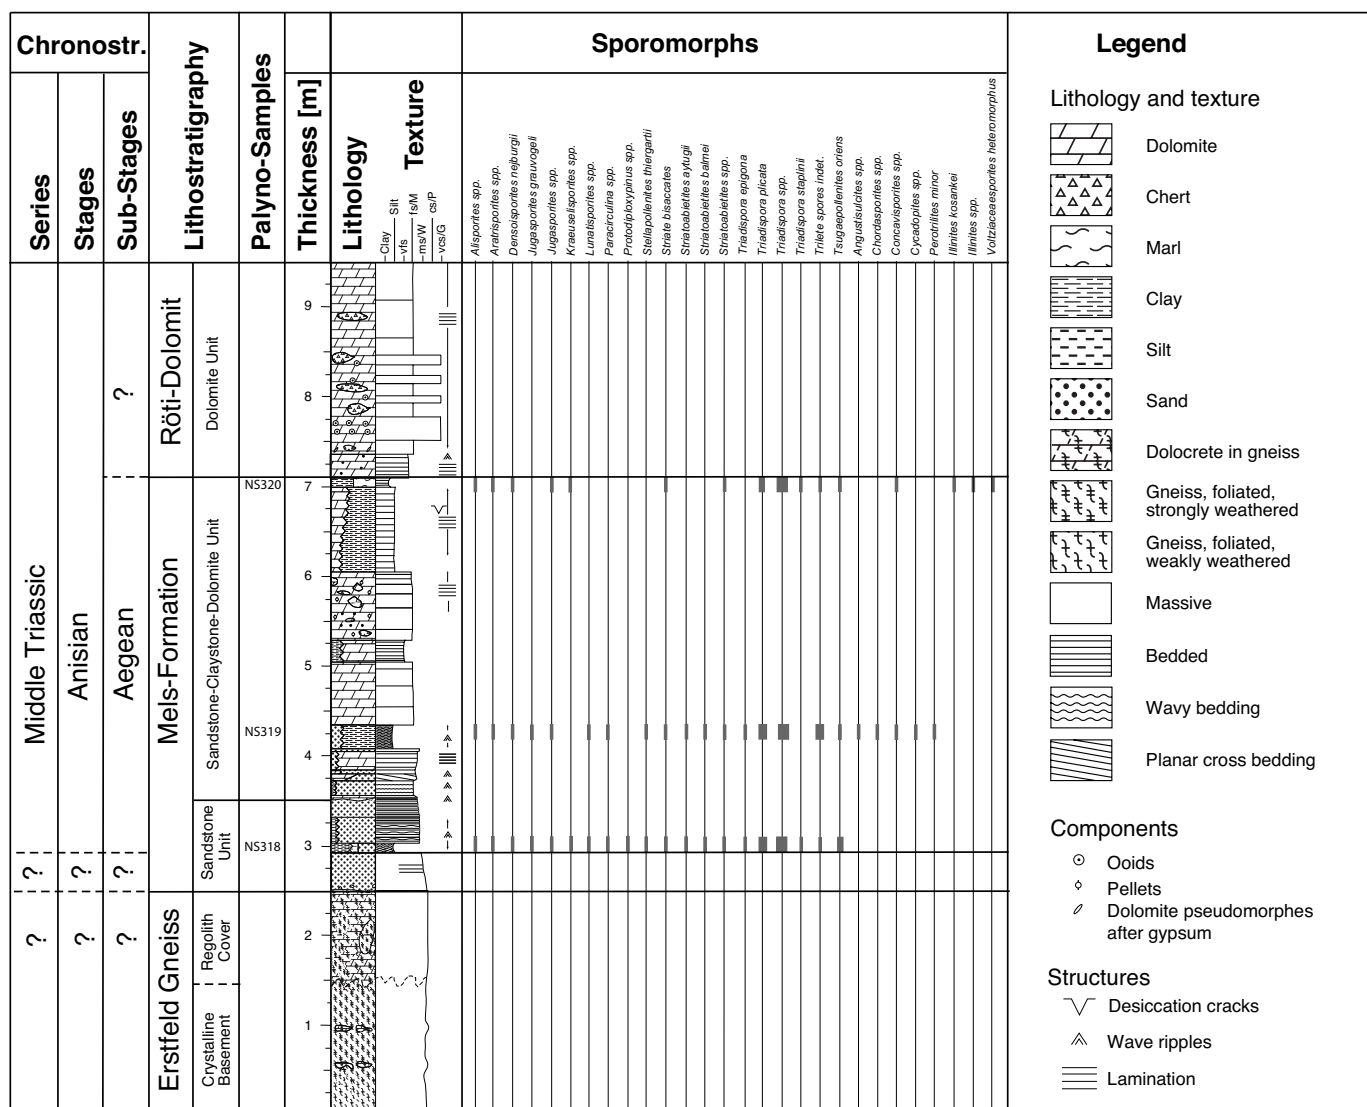 Chronostr.
Series
Stages
Sub-Stages
Lithostratigraphy
Palyno-Samples
Thickness [m]
Lithology
Texture
Clay
Silt
vfs
fs/M
ms/W
cs/P
vcs/G
Sporomorphs
Alisporites spp.
Aratrisporites spp.
Densoisporites nejburgii
Jugasporites grauvogeli
Jugasporites spp.
Kraeuselisporites spp.
Lunatisporites spp.
Paracirculina spp.
Protodiploxypinus spp.
Stellapollenites thiergartii
Striate bisaccates
Striatoabietites aytugii
Striatoabietites balmei
Striatoabietites spp.
Triadispora epigona
Triadispora plicata
Triadispora spp.
Triadispora staplinii
Trilete spores indet.
Tsugaepollenites oriens
Angustisulcites spp.
Chordasporites spp.
Concavisporites spp.
Cycadopites spp.
Perotrilites minor
Illinites kosankei
Illinites spp.
Voltziaceaesporites heteromorphus
Middle Triassic
?
?
Anisian
?
?
?
Aegean
?
?
Röti-Dolomit
Dolomite Unit
Mels-Formation
Sandstone-Claystone-Dolomite Unit
Sandstone
Unit
Erstfeld Gneiss
Regolith
Cover
Crystalline
Basement
NS320
NS319
NS318
9
8
7
6
5
4
3
2
1
Legend
Lithology and texture
Dolomite
Chert
Marl
Clay
Silt
Sand
Dolocrete in gneiss
Gneiss, foliated,
strongly weathered
Gneiss, foliated,
weakly weathered
Massive
Bedded
Wavy bedding
Planar cross bedding
Components
Ooids
Pellets
Dolomite pseudomorphes
after gypsum
Structures
Desiccation cracks
Wave ripples
Lamination